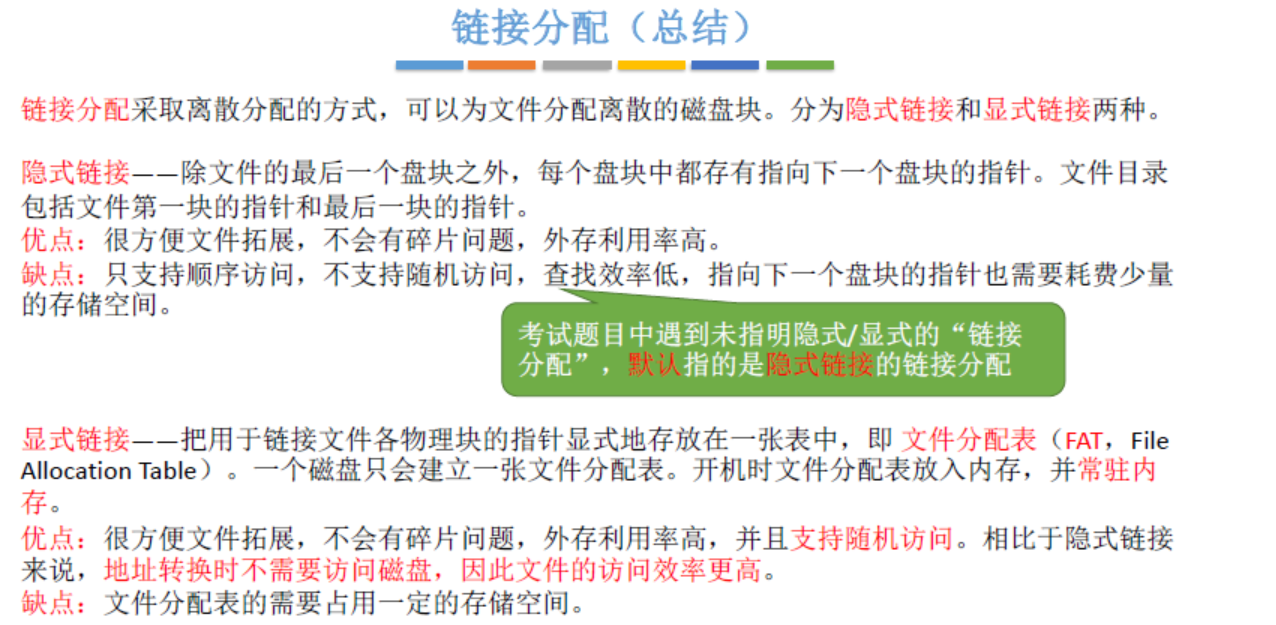 链接分配（总结）
链接分配采取离散分配的方式，可以为文件分配离散的磁盘块。分为隐式链接和显式链接两种。
隐式链接——除文件的最后一个盘块之外，每个盘块中都存有指向下一个盘块的指针。文件目录
包括文件第一块的指针和最后一块的指针。
优点：很方便文件拓展，不会有碎片问题，外存利用率高。
缺点：只支持顺序访问，不支持随机访问，查找效率低，指向下一个盘块的指针也需要耗费少量
的存储空间。
考试题目中遇到未指明隐式/显式的“链接
分配”，默认指的是隐式链接的链接分配
显式链接——把用于链接文件各物理块的指针显式地存放在一张表中，即 文件分配表（FAT，File
Allocation Table）。一个磁盘只会建立一张文件分配表。开机时文件分配表放入内存，并常驻内
存。
优点：很方便文件拓展，不会有碎片问题，外存利用率高，并且支持随机访问。相比于隐式链接
来说，地址转换时不需要访问磁盘，因此文件的访问效率更高。
缺点：文件分配表的需要占用一定的存储空间。